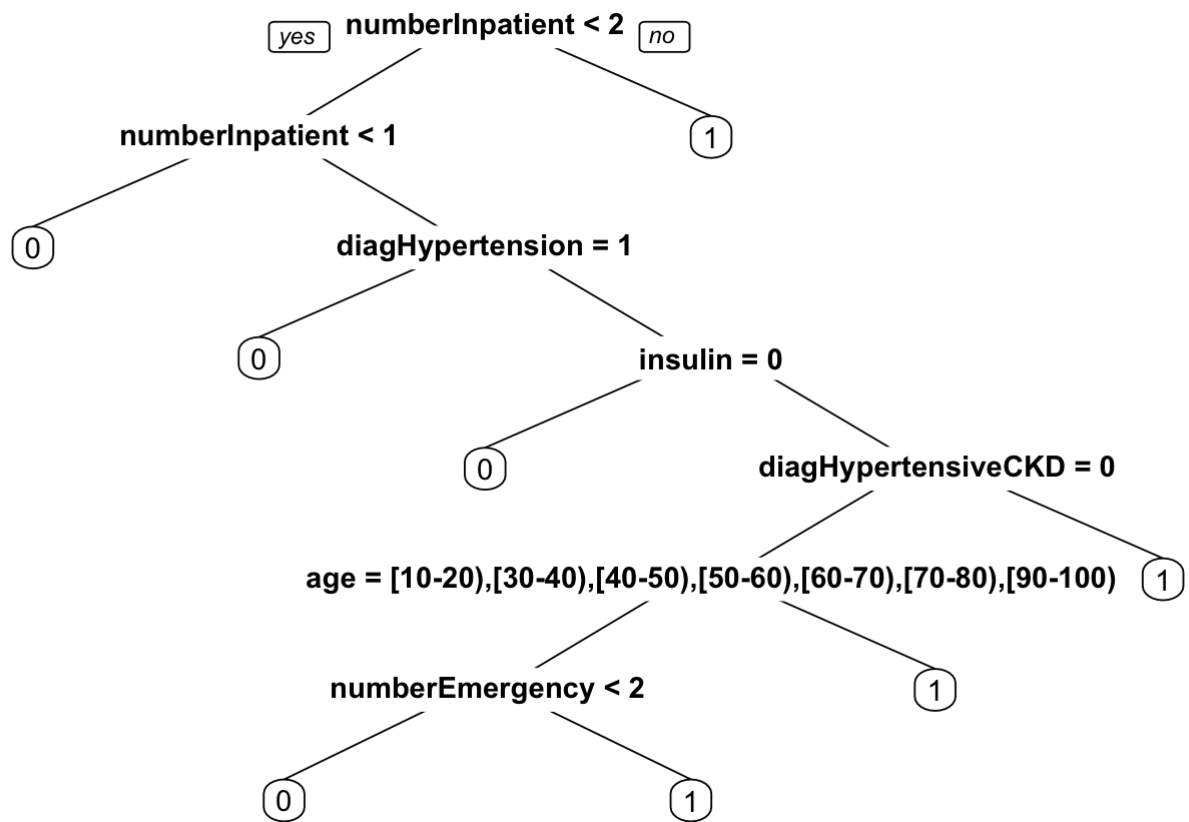 yes numberInpatient < 2 no
numberInpatient < 1
1
0
diagHypertension = 1
0
insulin = 0
0
diagHypertensiveCKD = 0
age = [10-20),[30-40),[40-50),[50-60),[60-70),[70-80),[90-100)
1
numberEmergency < 2
1
0
1